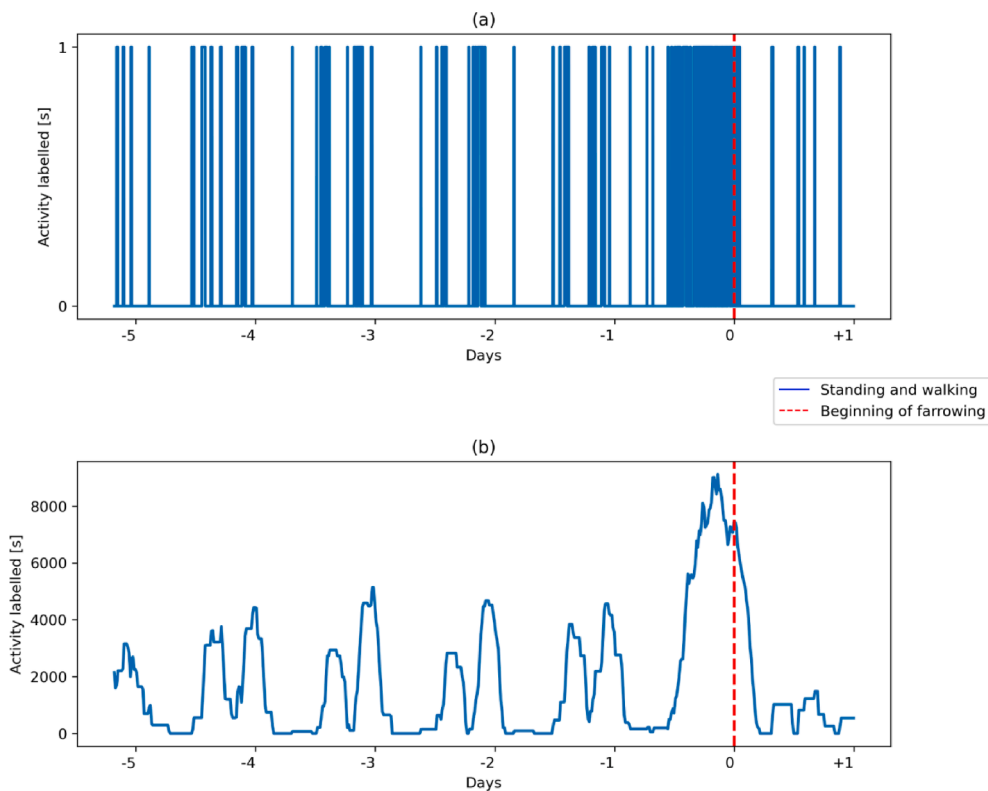 (a)
Activity labelled [s]
1
0
-5 -4 -3 -2 -1 0 +1
Days
Standing and walking
Beginning of farrowing
(b)
Activity labelled [s]
8000
6000
4000
2000
0
-5 -4 -3 -2 -1 0 +1
Days